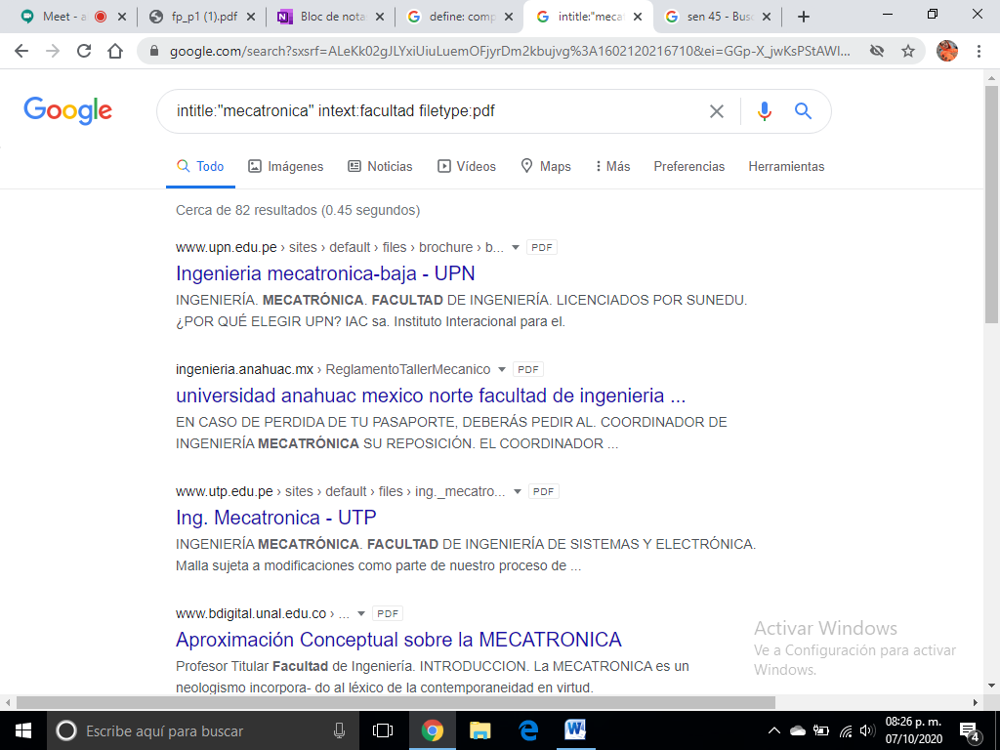 Meet - a
fp_p1 (1).pdf
Bloc de nota
define: comp
intitle:"meca
sen 45 - Bus
google.com/search?sxsrf=ALeKk02gJLYxiUiuLuemOFjyrDm2kbujvg%3A1602120216710&ei=GGp-X_jwKsPStAWI...
Google
intitle:"mecatronica" intext:facultad filetype:pdf
Todo
Imágenes
Noticias
Vídeos
Maps
Más
Preferencias
Herramientas
Cerca de 82 resultados (0.45 segundos)
www.upn.edu.pe › sites › default › files › brochure › b... PDF
Ingenieria mecatronica-baja - UPN
INGENIERÍA. MECATRÓNICA. FACULTAD DE INGENIERÍA. LICENCIADOS POR SUNEDU.
¿POR QUÉ ELEGIR UPN? IAC sa. Instituto Interacional para el.
ingenieria.anahuac.mx › ReglamentoTallerMecanico PDF
universidad anahuac mexico norte facultad de ingenieria ...
EN CASO DE PERDIDA DE TU PASAPORTE, DEBERÁS PEDIR AL. COORDINADOR DE
INGENIERÍA MECATRÓNICA SU REPOSICIÓN. EL COORDINADOR ...
www.utp.edu.pe › sites › default › files › ing._mecatro... PDF
Ing. Mecatronica - UTP
INGENIERÍA MECATRÓNICA. FACULTAD DE INGENIERÍA DE SISTEMAS Y ELECTRÓNICA.
Malla sujeta a modificaciones como parte de nuestro proceso de ...
www.bdigital.unal.edu.co › ... PDF
Aproximación Conceptual sobre la MECATRONICA
Profesor Titular Facultad de Ingeniería. INTRODUCCION. La MECATRONICA es un
neologismo incorpora- do al léxico de la contemporaneidad en virtud.
Activar Windows
Ve a Configuración para activar
Windows.
Escribe aquí para buscar
08:26 p. m.
07/10/2020
4